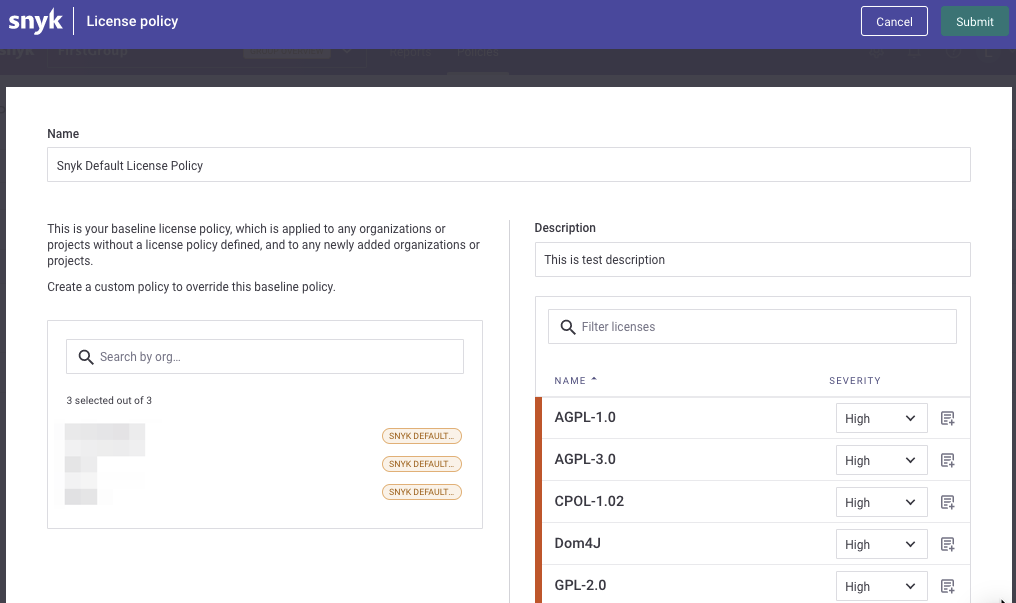 snyk License policy
Cancel
Submit
snyk FirstGroup
Reports
Policies
Name
Snyk Default License Policy
This is your baseline license policy, which is applied to any organizations or
projects without a license policy defined, and to any newly added organizations or
projects.
Create a custom policy to override this baseline policy.
Search by org...
3 selected out of 3
SNYK DEFAULT...
SNYK DEFAULT...
SNYK DEFAULT...
Description
This is test description
Filter licenses
NAME SEVERITY
AGPL-1.0 High
AGPL-3.0 High
CPOL-1.02 High
Dom4J High
GPL-2.0 High